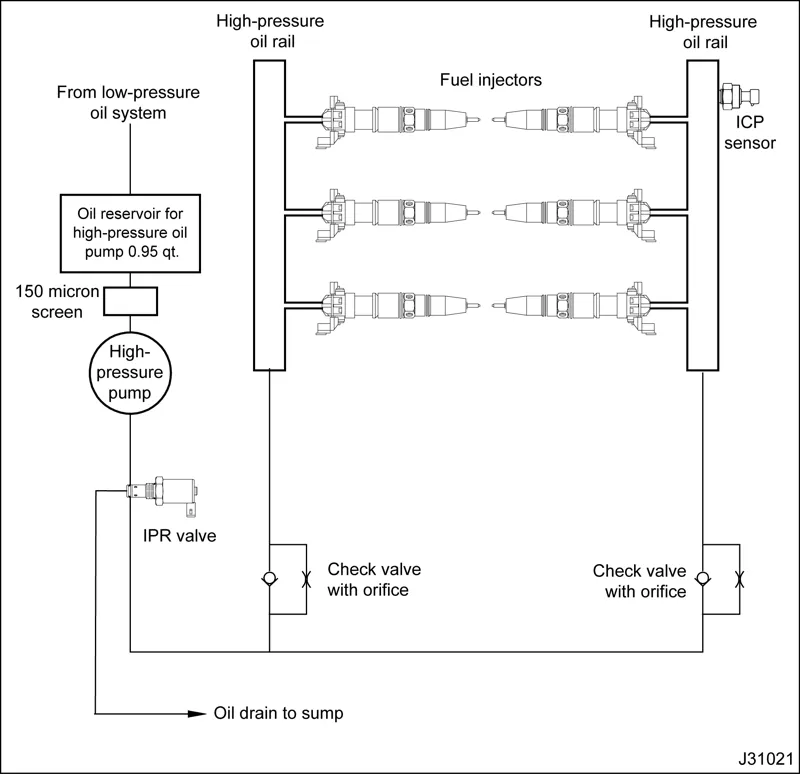 High-pressure
oil rail
High-pressure
oil rail
From low-pressure
oil system
Fuel injectors
ICP
sensor
Oil reservoir for
high-pressure oil
pump 0.95 qt.
150 micron
screen
High-
pressure
pump
IPR valve
Check valve
with orifice
Check valve
with orifice
Oil drain to sump
J31021